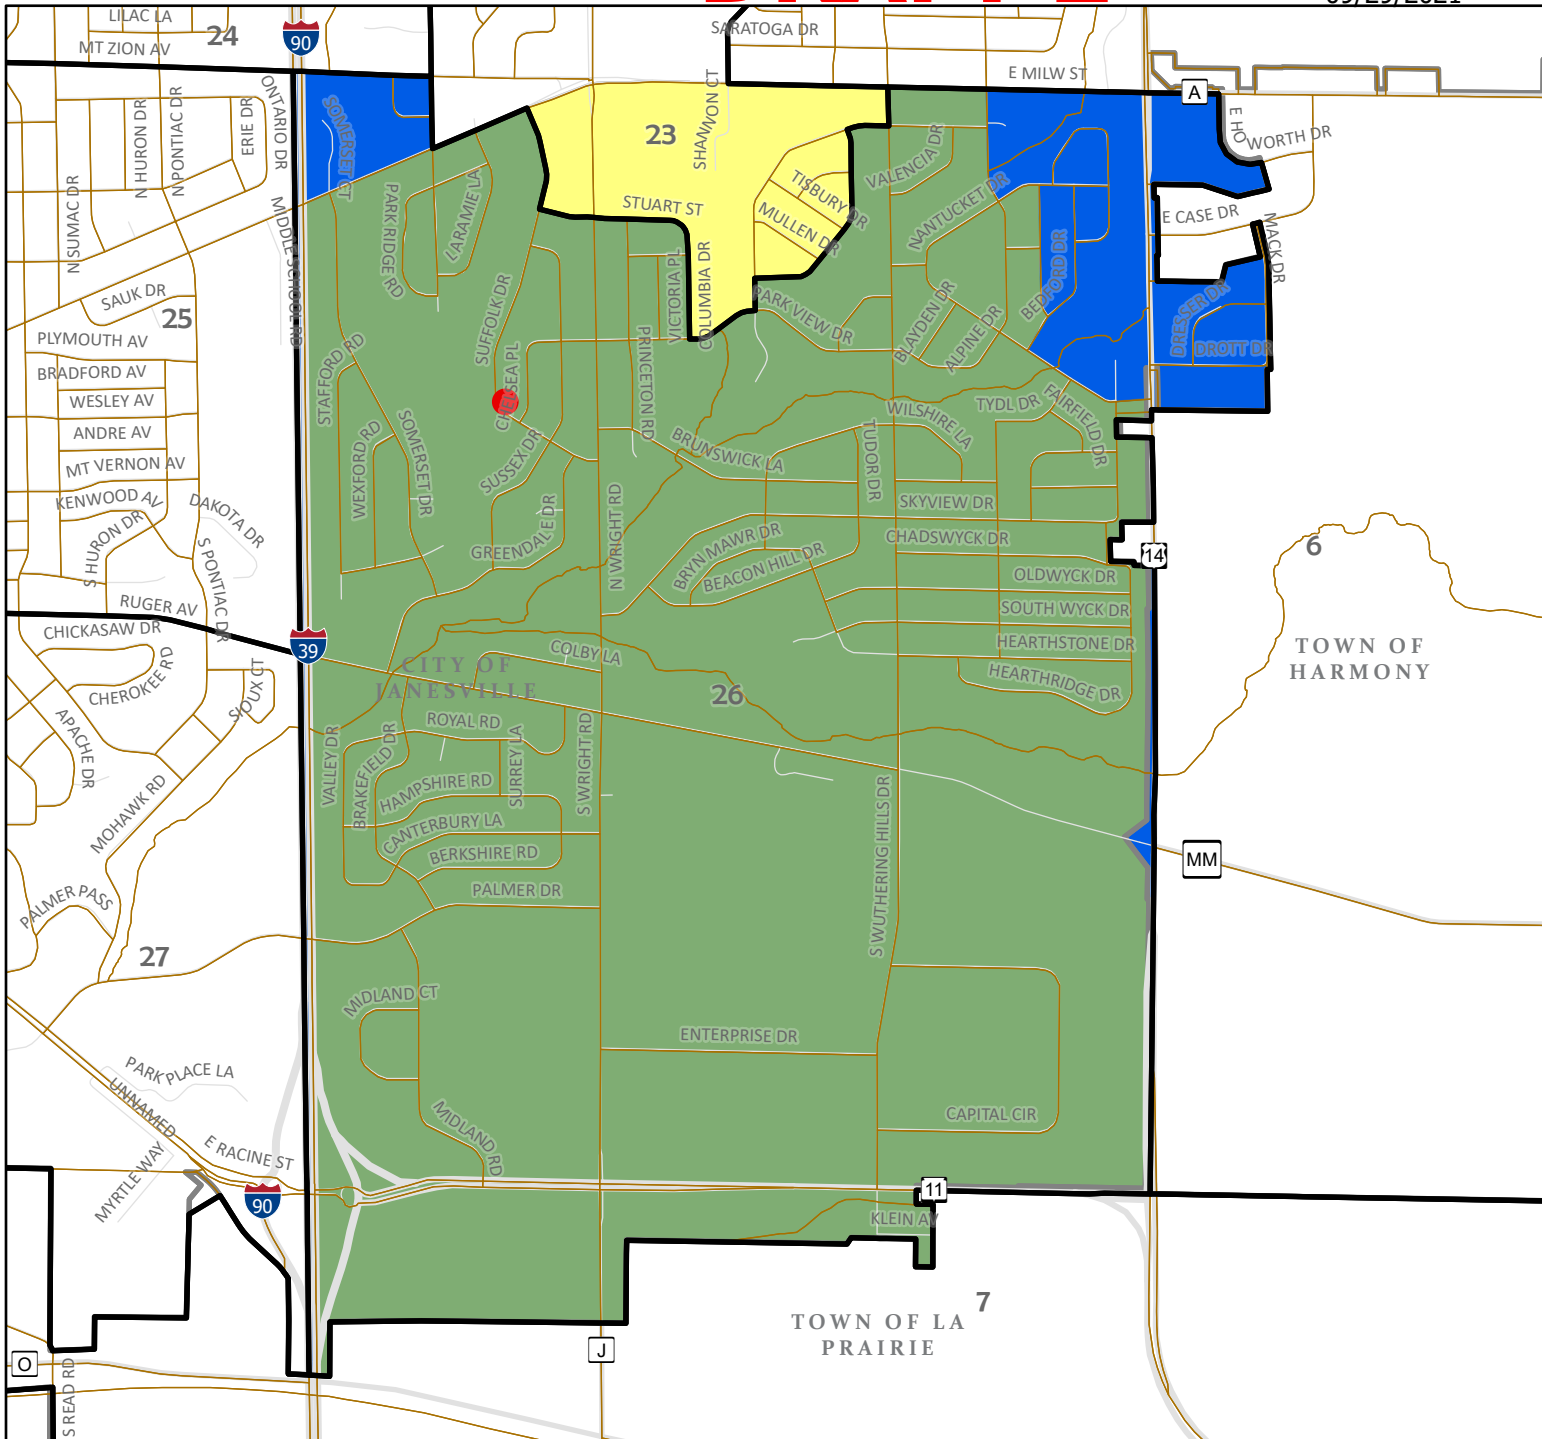 LILAC LA
24
MT ZION AV
90
SARATOGA DR
E MILW ST
A
SHANNON CT
23
ONTARIO DR
ERIE DR
N PONTIAC DR
N HURON DR
SOMERSET CT
E HO
WORTH DR
VALENCIA DR
TISBURY DR
MULLEN DR
STUART ST
NANTUCKET DR
E CASE DR
MACK DR
N SUMAC DR
MIDDLE SCHOOL RD
PARK RIDGE RD
LARAMIE LA
SUFFOLK DR
VICTORIA PL
COLUMBIA DR
PARK VIEW DR
BLAYDEN DR
ALPINE DR
BEDFORD DR
DRESSER DR
DROTT DR
SAUK DR
25
PLYMOUTH AV
BRADFORD AV
WESLEY AV
ANDRE AV
MT VERNON AV
KENWOOD AV
DAKOTA DR
S HURON DR
S PONTIAC DR
STAFFORD RD
CHELSEA PL
PRINCETON RD
WEXFORD RD
SOMERSET DR
SUSSEX DR
BRUNSWICK LA
TUDOR DR
WILSHIRE LA
TYDL DR
FAIRFIELD DR
SKYVIEW DR
CHADSWYCK DR
GREENDALE DR
N WRIGHT RD
BRYN MAWR DR
BEACON HILL DR
OLDWYCK DR
14
6
SOUTH WYCK DR
HEARTHSTONE DR
HEARTHRIDGE DR
TOWN OF
HARMONY
RUGER AV
CHICKASAW DR
39
CHEROKEE RD
SIOUX CT
CITY OF
JANESVILLE
COLBY LA
26
APACHE DR
MOHAWK RD
VALLEY DR
BRAKEFIELD DR
ROYAL RD
SURREY LA
S WRIGHT RD
HAMPSHIRE RD
CANTERBURY LA
BERKSHIRE RD
PALMER DR
S WUTHERING HILLS DR
MM
PALMER PASS
27
MIDLAND CT
ENTERPRISE DR
CAPITAL CIR
PARK PLACE LA
UNNAMED
MYRTLE WAY
E RACINE ST
90
MIDLAND RD
11
KLEIN AV
7
TOWN OF LA
PRAIRIE
J
O
S READ RD